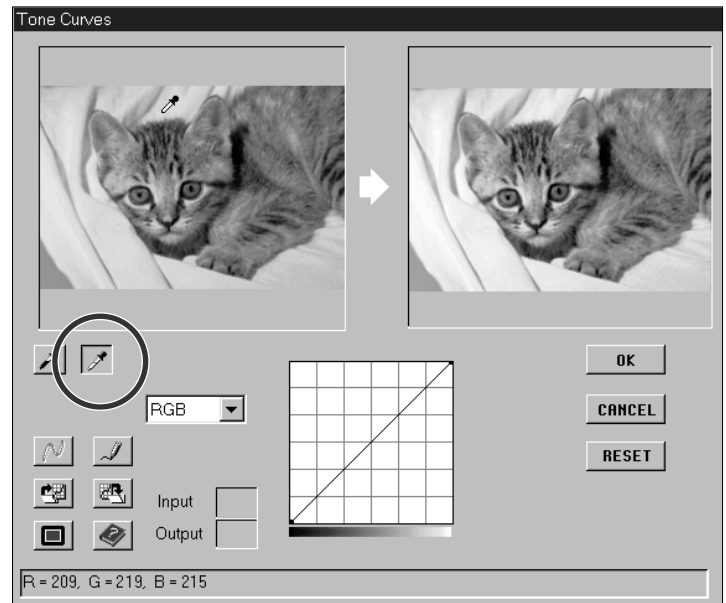 Tone Curves
OK
RGB
CANCEL
RESET
Input
Output
R = 209, G = 219, B = 215